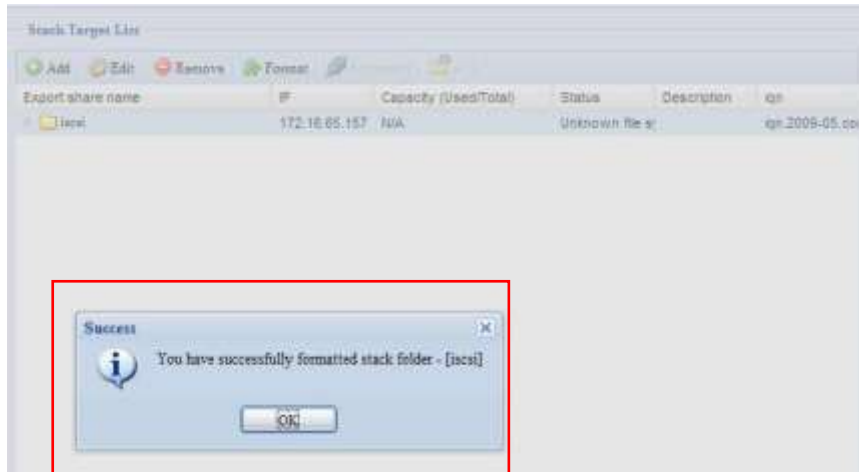 Stack Target List
Add Edit Remove Format
Export share name IP Capacity (Used/Total) Status Description iqn
iscsi 172.16.65.157 N/A Unknown file sy iqn.2009-05.co
Success
You have successfully formatted stack folder - [iscsi]
OK